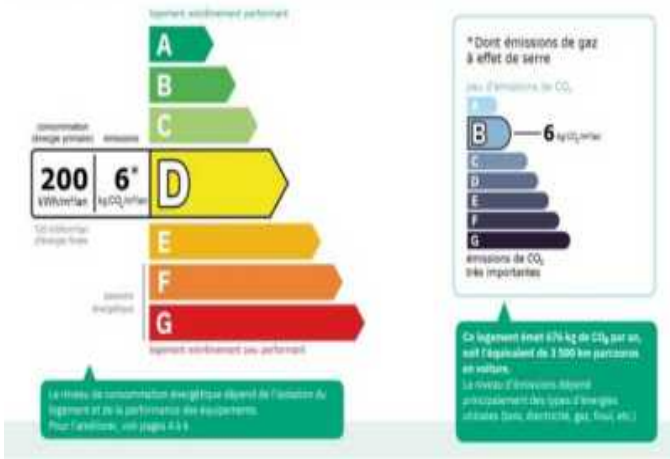 logement extrêmement performant
A
B
C
consommation
(énergie primaire)
émissions
200
kWh/m²/an
6*
kg CO₂/m²/an
D
d'énergie finale
E
F
G
passoire
énergétique
logement extrêmement peu performant
Le niveau de consommation énergétique dépend de l'isolation du
logement et de la performance des équipements.
Pour l'améliorer, voir pages 4 à 6
*Dont émissions de gaz
à effet de serre
peu d'émissions de CO₂
A
B
6 kg CO₂/m²/an
C
D
E
F
G
émissions de CO₂
très importantes
Ce logement émet 676 kg de CO₂ par an,
soit l'équivalent de 3 500 km parcourus
en voiture.
Le niveau d'émissions dépend
principalement des types d'énergies
utilisées (bois, électricité, gaz, fioul, etc.)